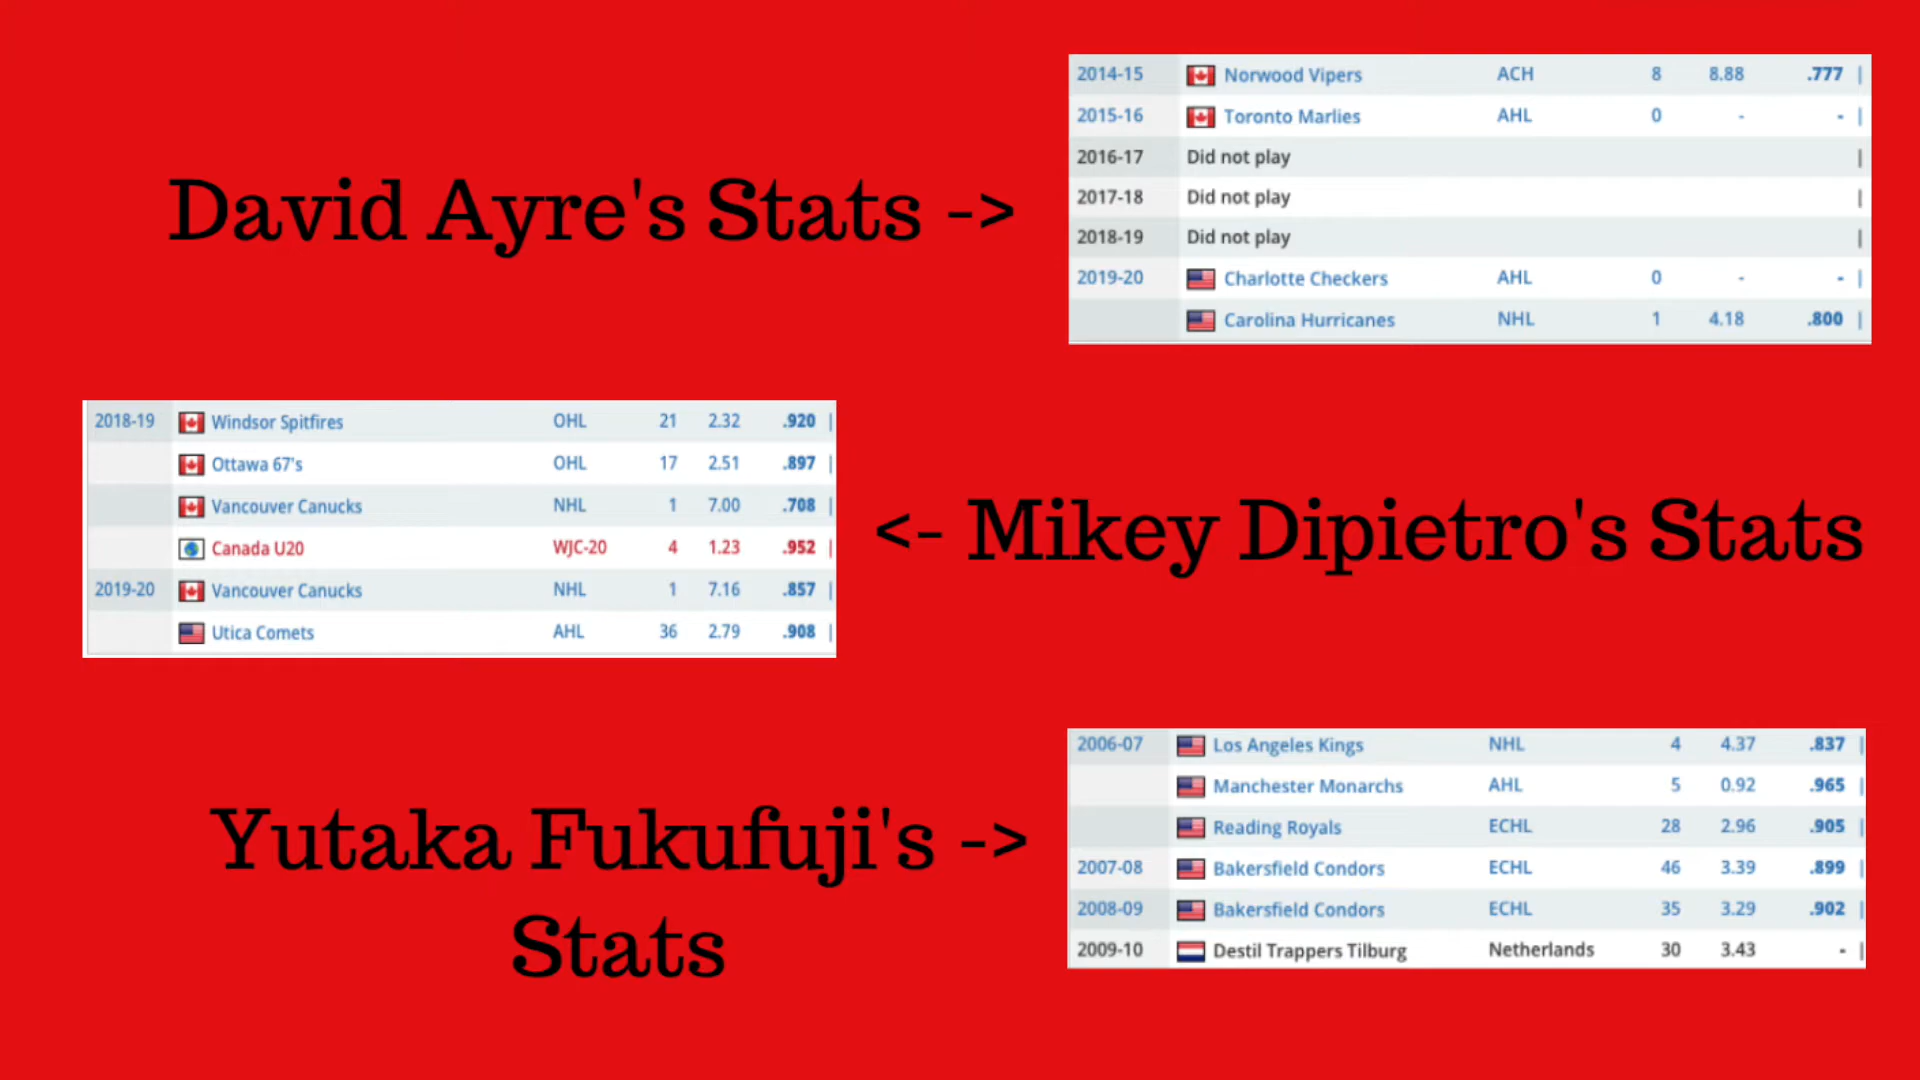 David Ayre's Stats ->
2014-15 Norwood Vipers ACH 8 8.88 .777 |
2015-16 Toronto Marlies AHL 0 - - |
2016-17 Did not play |
2017-18 Did not play |
2018-19 Did not play |
2019-20 Charlotte Checkers AHL 0 - - |
Carolina Hurricanes NHL 1 4.18 .800 |
2018-19 Windsor Spitfires OHL 21 2.32 .920 |
Ottawa 67's OHL 17 2.51 .897 |
Vancouver Canucks NHL 1 7.00 .708 |
Canada U20 WJC-20 4 1.23 .952 |
2019-20 Vancouver Canucks NHL 1 7.16 .857 |
Utica Comets AHL 36 2.79 .908 |
<- Mikey Dipietro's Stats
Yutaka Fukufuji's ->
Stats
2006-07 Los Angeles Kings NHL 4 4.37 .837 |
Manchester Monarchs AHL 5 0.92 .965 |
Reading Royals ECHL 28 2.96 .905 |
2007-08 Bakersfield Condors ECHL 46 3.39 .899 |
2008-09 Bakersfield Condors ECHL 35 3.29 .902 |
2009-10 Destil Trappers Tilburg Netherlands 30 3.43 - |